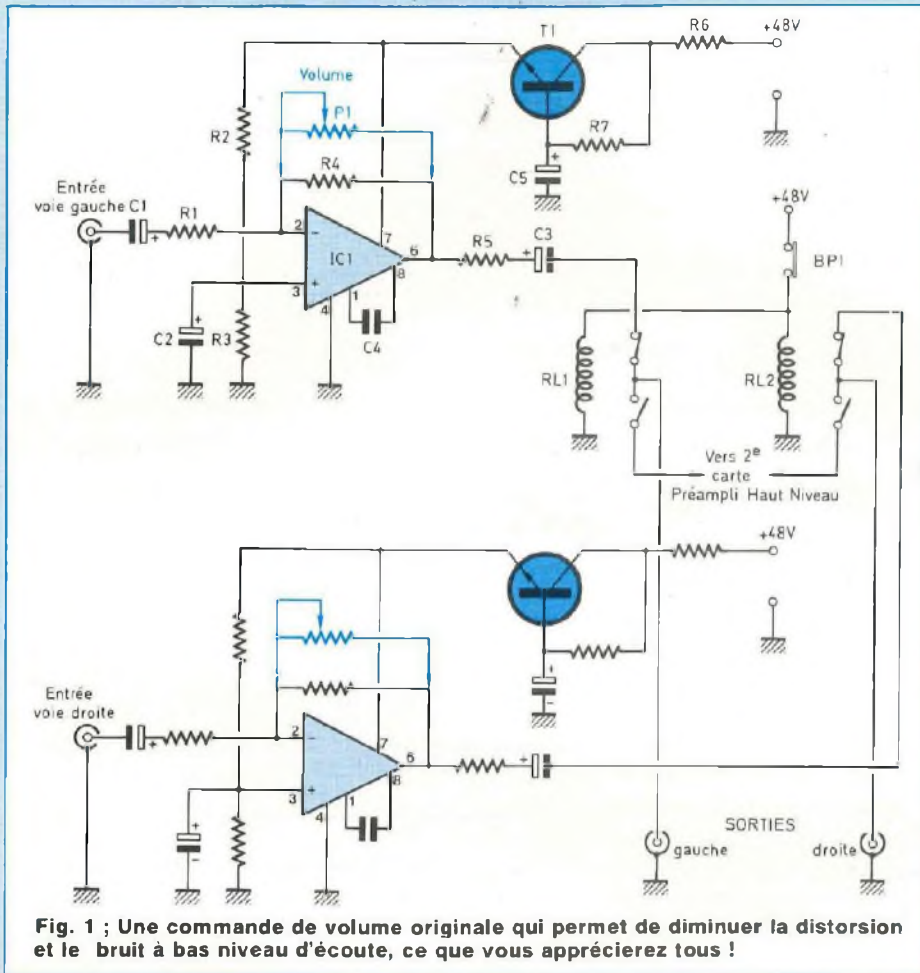 T1
R6
+48V
Volume
P1
R2
R7
R4
C5
Entrée
voie gauche C1
R1
+48V
2
-
7
IC1
6
R5
C3
BP1
8
3
+
1
4
C2
R3
C4
RL1
RL2
Vers 2e
carte
Préampli Haut Niveau
+48V
Entrée
voie droite
2
-
7
6
8
3
+
1
4
SORTIES
gauche
droite
Fig. 1 ; Une commande de volume originale qui permet de diminuer la distorsion
et le bruit à bas niveau d'écoute, ce que vous apprécierez tous !